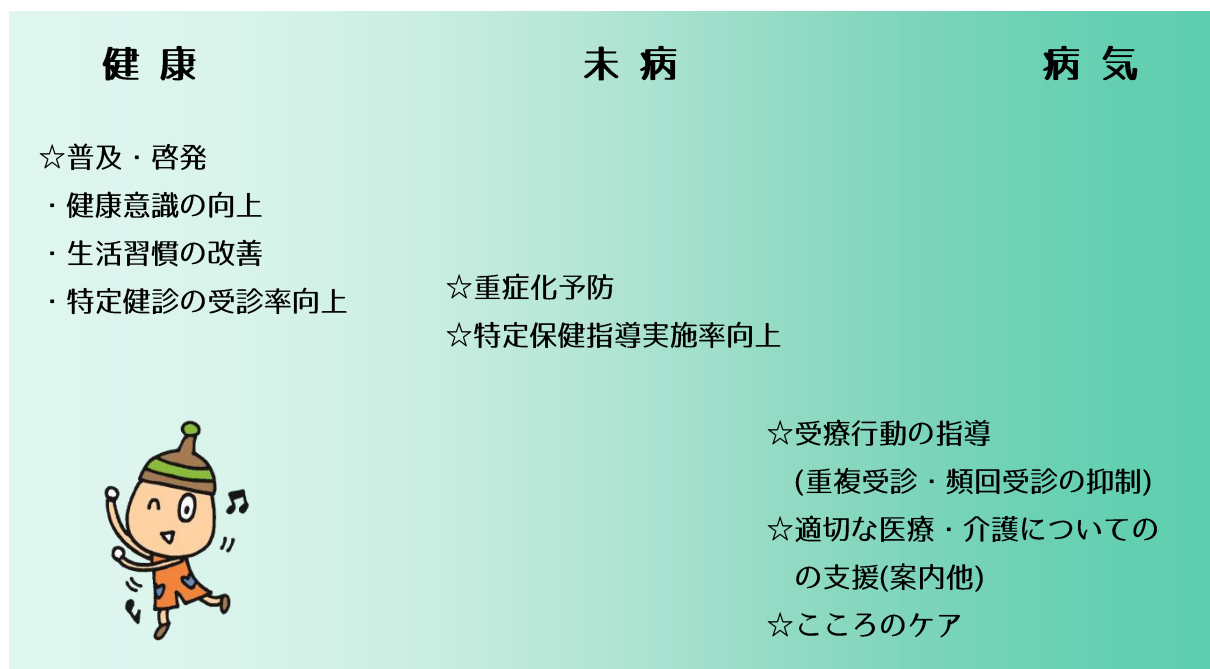 健康
未病
病気
☆普及・啓発
・健康意識の向上
・生活習慣の改善
・特定健診の受診率向上
☆重症化予防
☆特定保健指導実施率向上
☆受療行動の指導
(重複受診・頻回受診の抑制)
☆適切な医療・介護についての
の支援(案内他)
☆こころのケア